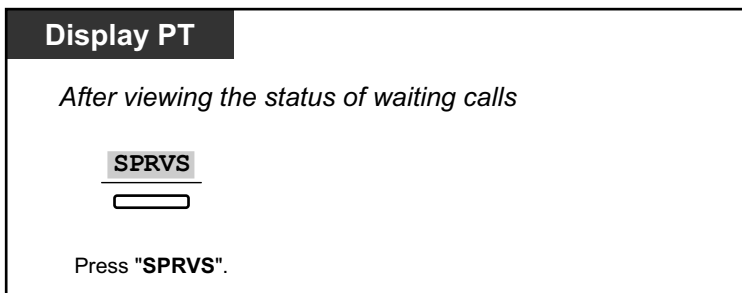 Display PT
After viewing the status of waiting calls
SPRVS
Press "SPRVS".